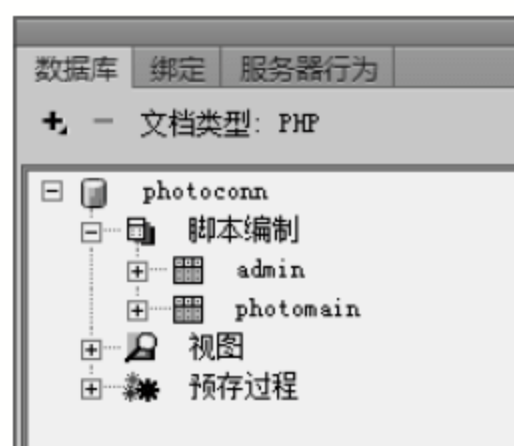 数据库 绑定 服务器行为
文档类型: PHP
photoconn
脚本编制
admin
photomain
视图
预存过程